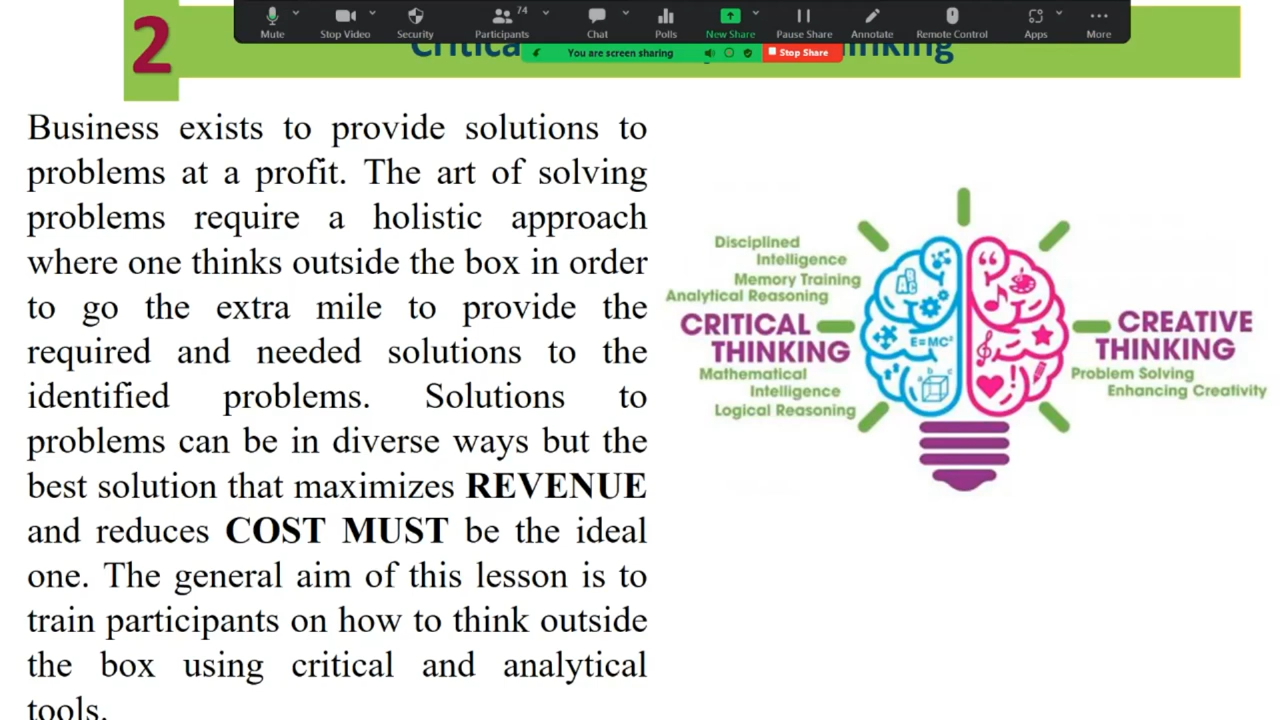 2
74
Mute
Stop Video
Security
Participants
Chat
Polls
New Share
Pause Share
Annotate
Remote Control
Apps
More
You are screen sharing
Stop Share
Business exists to provide solutions to
problems at a profit. The art of solving
problems require a holistic approach
where one thinks outside the box in order
to go the extra mile to provide the
required and needed solutions to the
identified problems. Solutions to
problems can be in diverse ways but the
best solution that maximizes REVENUE
and reduces COST MUST be the ideal
one. The general aim of this lesson is to
train participants on how to think outside
the box using critical and analytical
tools.
Disciplined
Intelligence
Memory Training
Analytical Reasoning
CRITICAL
THINKING
Mathematical
Intelligence
Logical Reasoning
E=MC²
a b c
CREATIVE
THINKING
Problem Solving
Enhancing Creativity